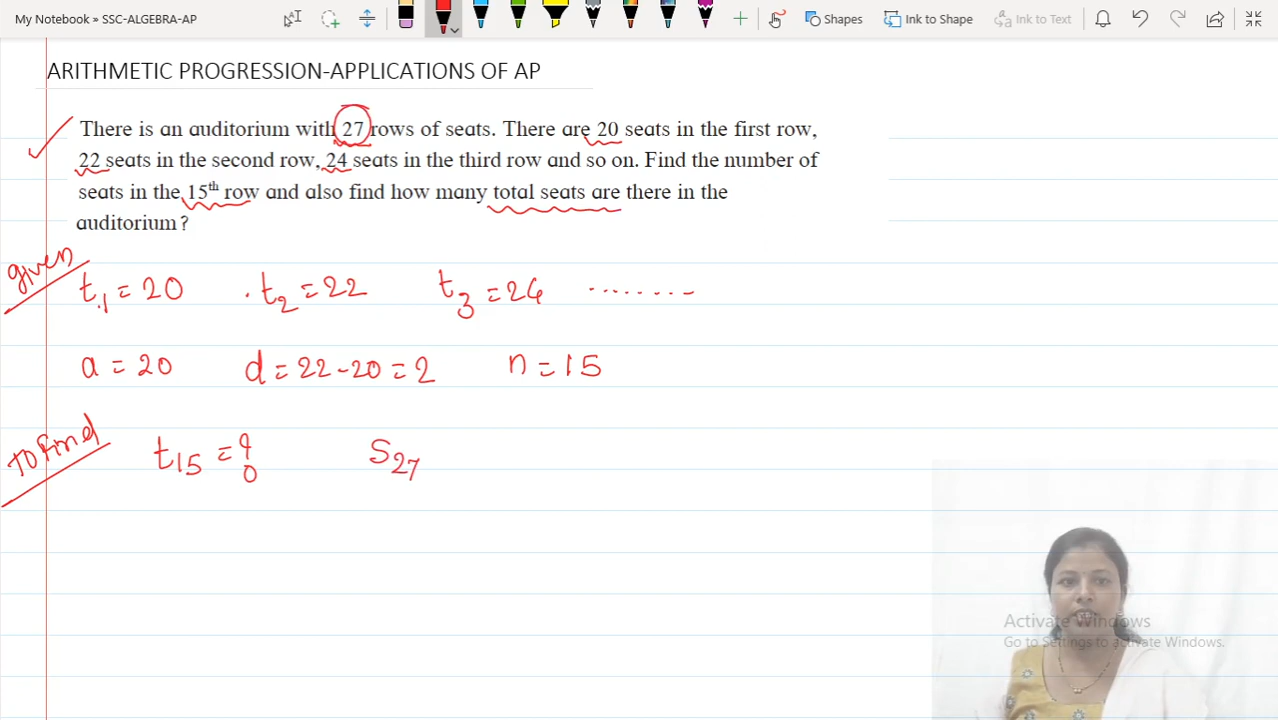 My Notebook » SSC-ALGEBRA-AP
Shapes
Ink to Shape
Ink to Text
ARITHMETIC PROGRESSION-APPLICATIONS OF AP
There is an auditorium with 27 rows of seats. There are 20 seats in the first row,
22 seats in the second row, 24 seats in the third row and so on. Find the number of
seats in the 15th row and also find how many total seats are there in the
auditorium?
given
t1 = 20 t2 = 22 t3 = 24 ........
a = 20 d = 22 - 20 = 2 n = 15
To find
t15 = ? S27
Activate Windows
Go to Settings to activate Windows.